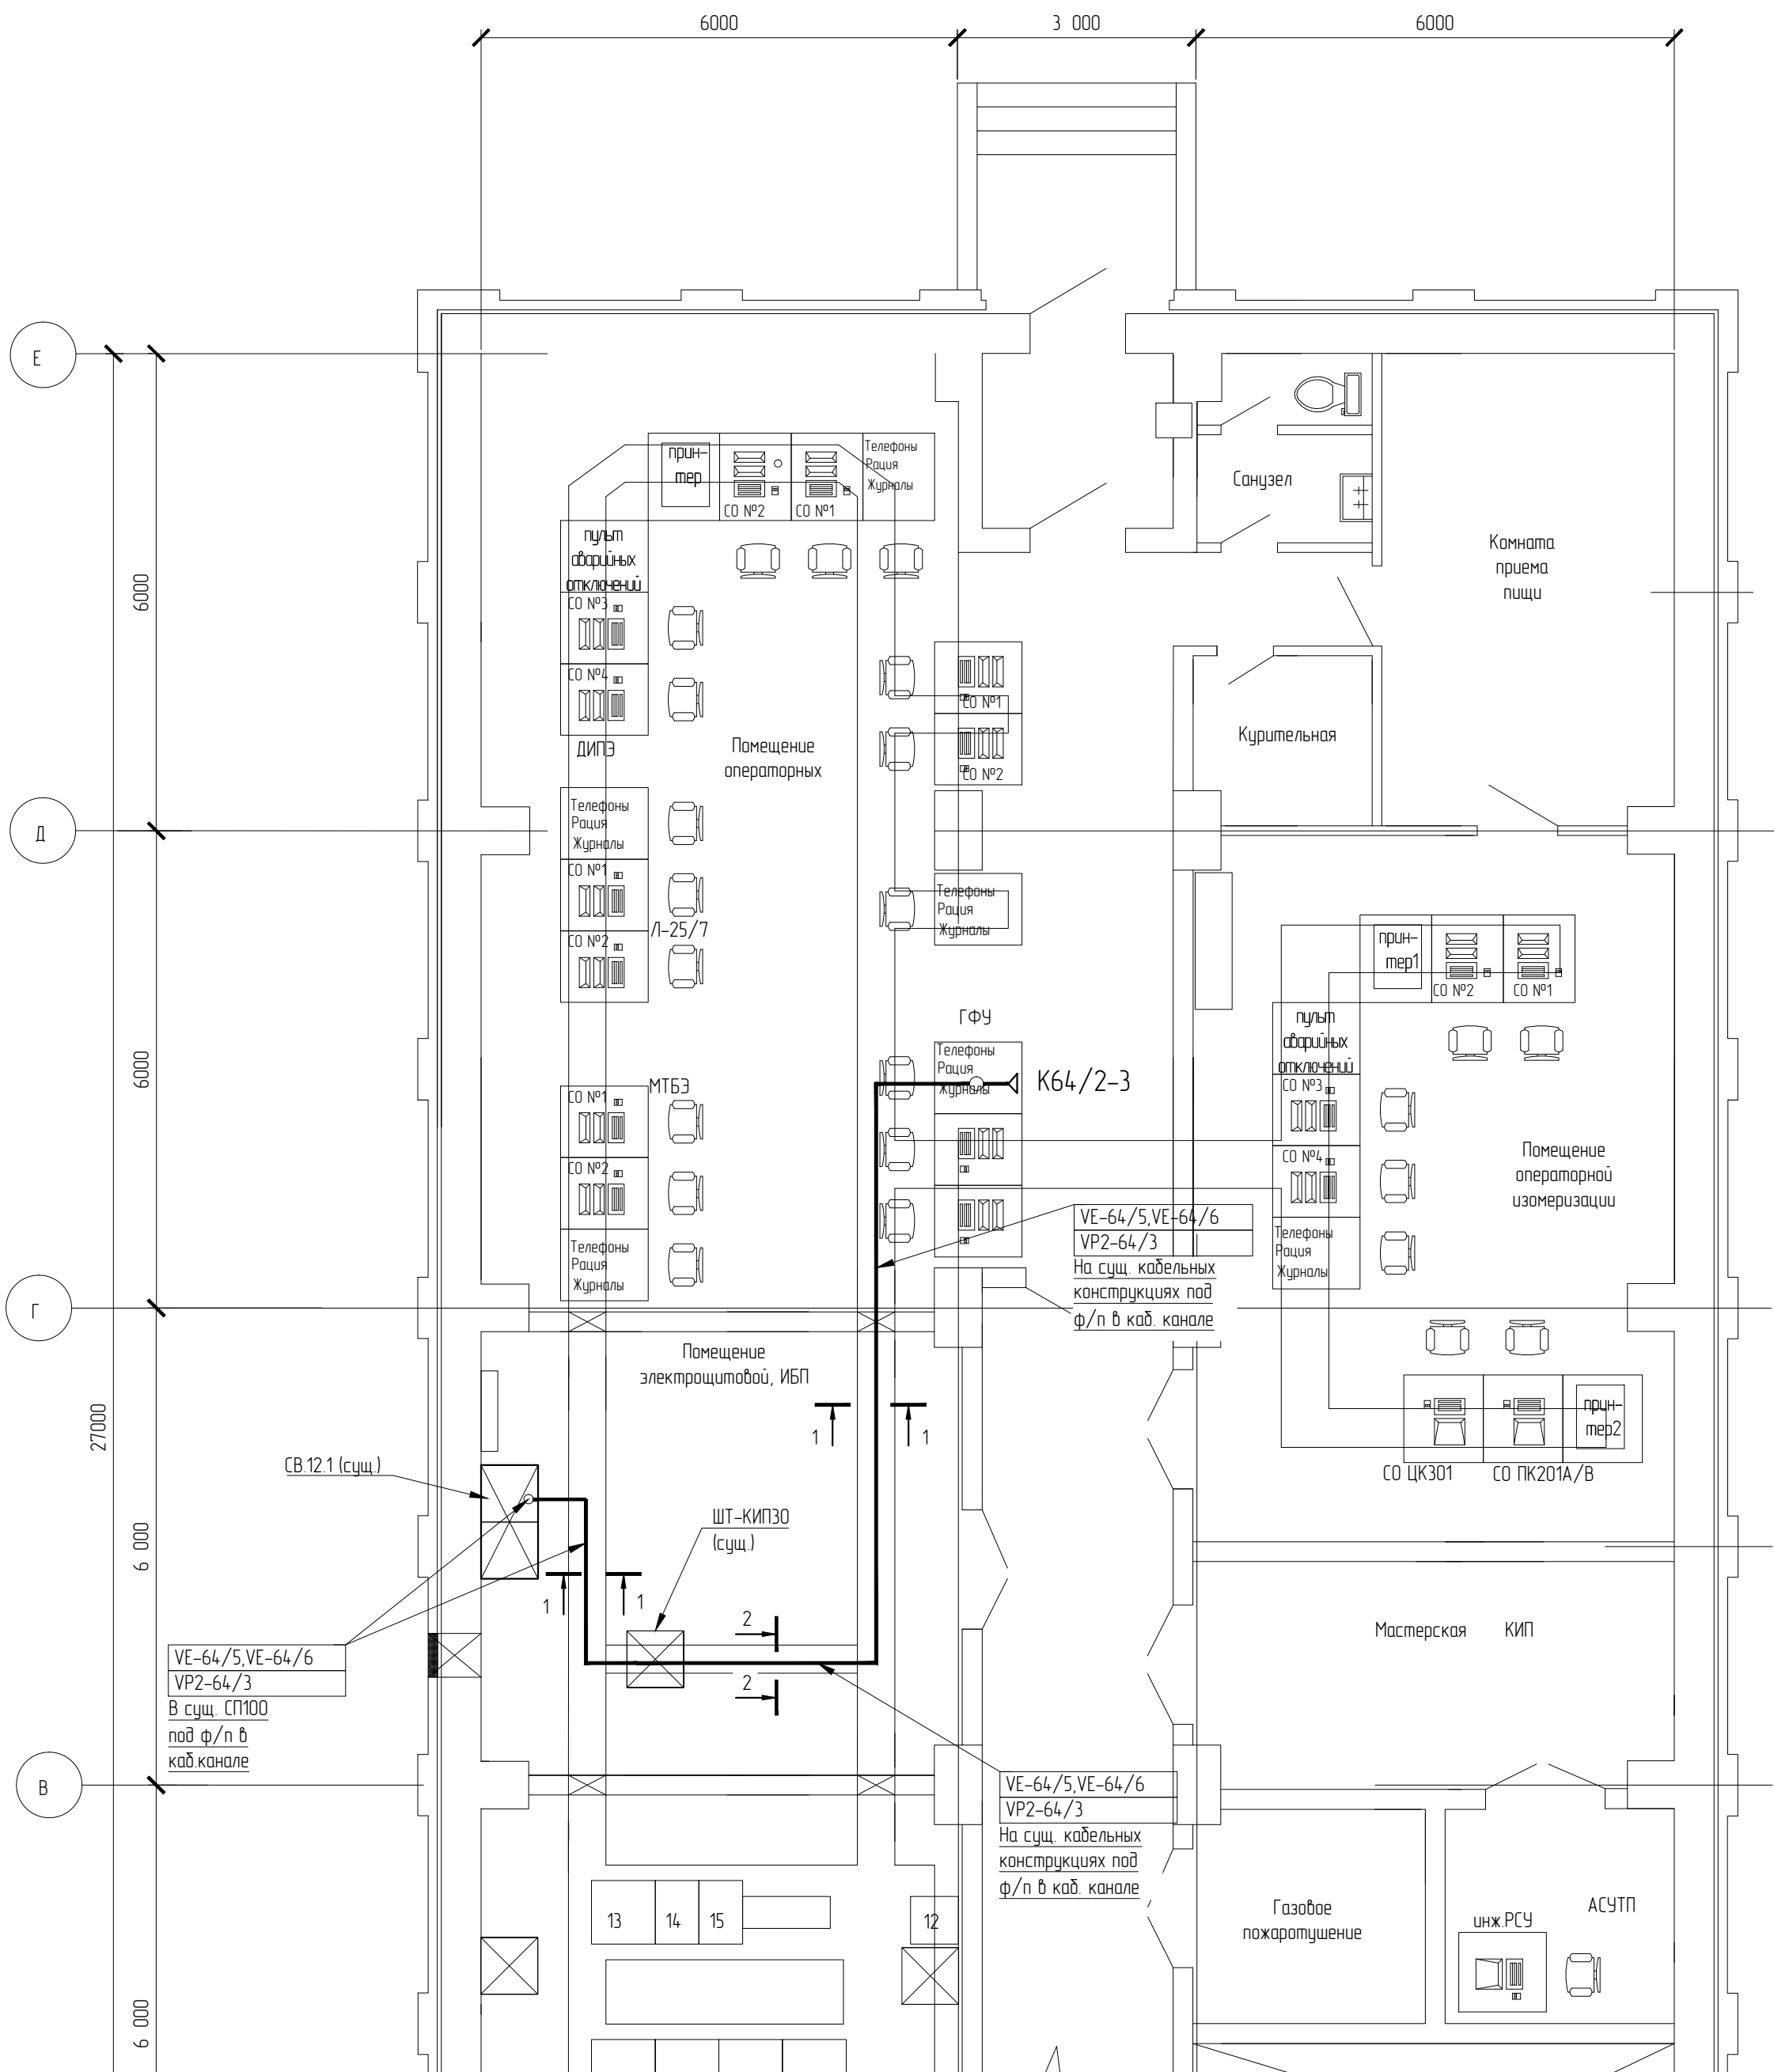 6000
3 000
6000
Е
Д
Г
В
6000
6000
6 000
6 000
27000
прин-
тер
СО №2
СО №1
Телефоны
Рация
Журналы
пульт
аварийных
отключений
СО №3
СО №4
ДИПЭ
Помещение
операторных
СО №1
СО №2
Санузел
Комната
приема
пищи
Курительная
Телефоны
Рация
Журналы
СО №1
СО №2
Л-25/7
Телефоны
Рация
Журналы
ГФУ
Телефоны
Рация
Журналы
К64/2-3
МТБЭ
СО №1
СО №2
Телефоны
Рация
Журналы
прин-
тер1
СО №2
СО №1
пульт
аварийных
отключений
СО №3
СО №4
Телефоны
Рация
Журналы
Помещение
операторной
изомеризации
VE-64/5,VE-64/6
VP2-64/3
На сущ. кабельных
конструкциях под
ф/п в каб. канале
Помещение
электрощитовой, ИБП
1
1
СВ.12.1 (сущ.)
ШТ-КИП30
(сущ.)
1
1
2
2
прин-
тер2
СО ЦК301
СО ПК201А/В
VE-64/5,VE-64/6
VP2-64/3
В сущ. СП100
под ф/п в
каб.канале
Мастерская КИП
VE-64/5,VE-64/6
VP2-64/3
На сущ. кабельных
конструкциях под
ф/п в каб. канале
13
14
15
12
Газовое
пожаротушение
АСУТП
инж.РСУ